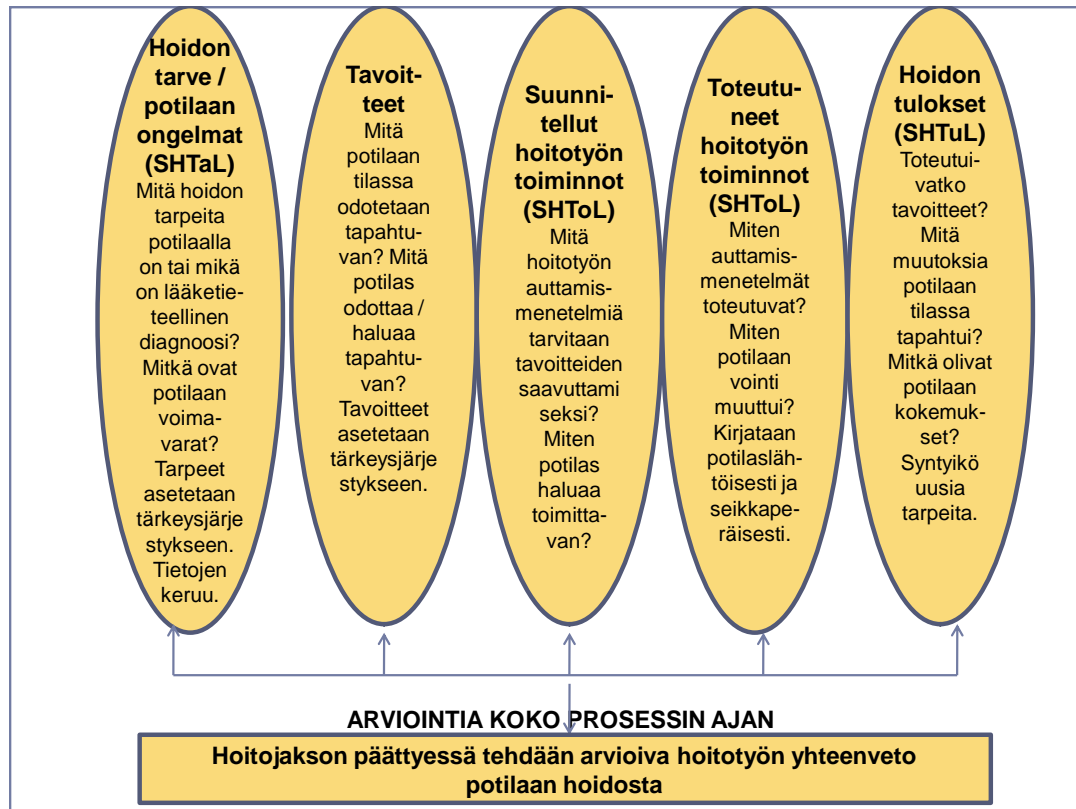 Hoidon
tarve /
potilaan
ongelmat
(SHTaL)
Mitä hoidon
tarpeita
potilaalla
on tai mikä
on lääketie-
teellinen
diagnoosi?
Mitkä ovat
potilaan
voima-
varat?
Tarpeet
asetetaan
tärkeysjärje
stykseen.
Tietojen
keruu.
Tavoit-
teet
Mitä
potilaan
tilassa
odotetaan
tapahtu-
van? Mitä
potilas
odottaa /
haluaa
tapahtu-
van?
Tavoitteet
asetetaan
tärkeysjärje
stykseen.
Suunni-
tellut
hoitotyön
toiminnot
(SHToL)
Mitä
hoitotyön
auttamis-
menetelmiä
tarvitaan
tavoitteiden
saavuttami
seksi?
Miten
potilas
haluaa
toimitta-
van?
Toteutu-
neet
hoitotyön
toiminnot
(SHToL)
Miten
auttamis-
menetelmät
toteutuvat?
Miten
potilaan
vointi
muuttui?
Kirjataan
potilasläh-
töisesti ja
seikkape-
räisesti.
Hoidon
tulokset
(SHTuL)
Toteutui-
vatko
tavoitteet?
Mitä
muutoksia
potilaan
tilassa
tapahtui?
Mitkä olivat
potilaan
kokemuk-
set?
Syntyikö
uusia
tarpeita.
ARVIOINTIA KOKO PROSESSIN AJAN
Hoitojakson päättyessä tehdään arvioiva hoitotyön yhteenveto
potilaan hoidosta